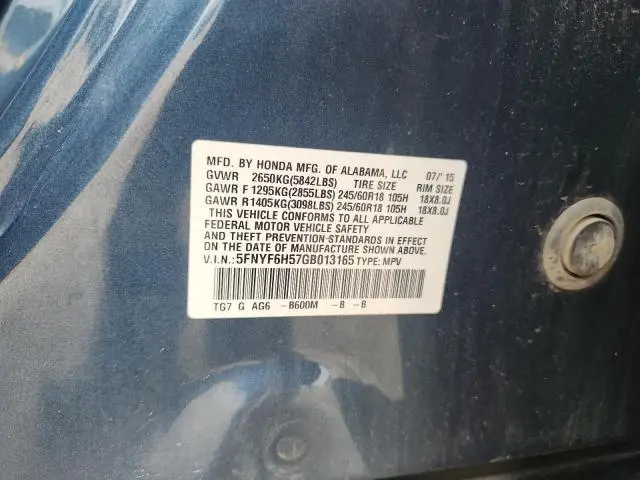 MFD. BY HONDA MFG. OF ALABAMA, LLC 07/'15
GVWR 2650KG(5842LBS) TIRE SIZE RIM SIZE
GAWR F 1295KG(2855LBS) 245/60R18 105H 18X8.0J
GAWR R 1405KG(3098LBS) 245/60R18 105H 18X8.0J
THIS VEHICLE CONFORMS TO ALL APPLICABLE
FEDERAL MOTOR VEHICLE SAFETY
AND THEFT PREVENTION STANDARDS IN EFFECT
ON THE DATE OF MANUFACTURE SHOWN ABOVE.
V.I.N.: 5FNYF6H57GB013165 TYPE: MPV
TG7 G AG6 -B600M -B -B